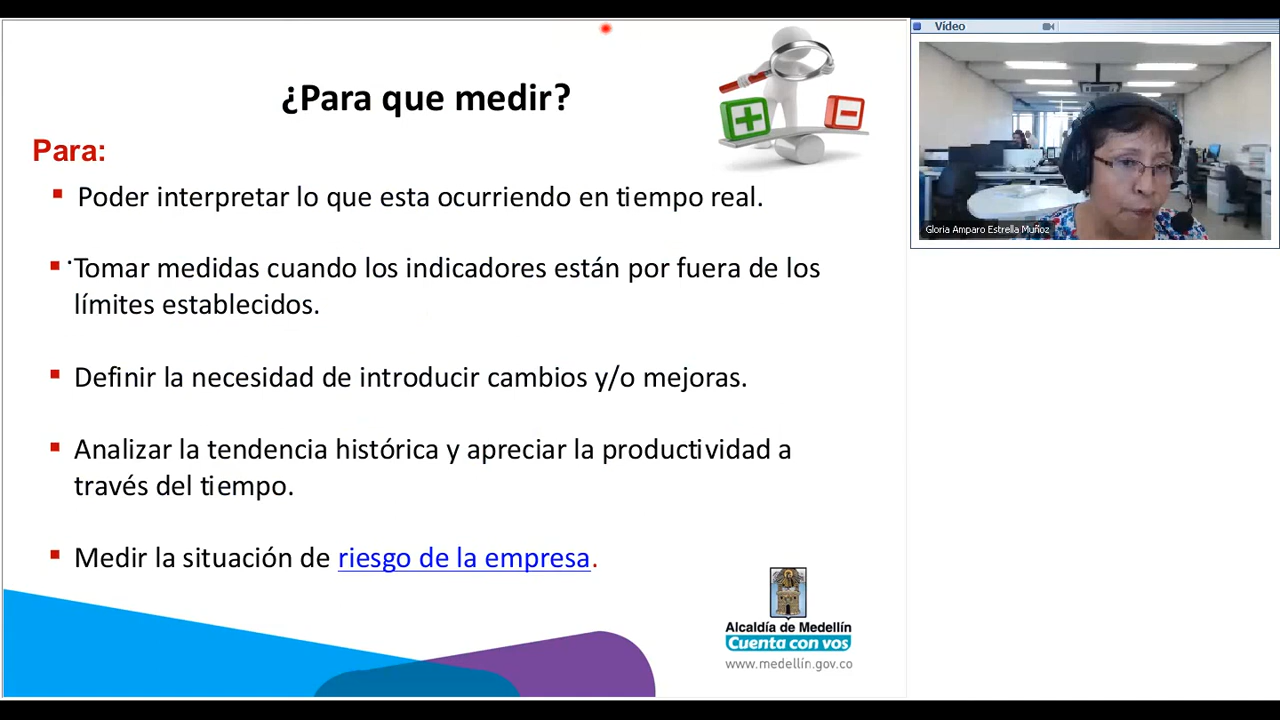 ¿Para que medir?
Para:
▪ Poder interpretar lo que esta ocurriendo en tiempo real.
▪ Tomar medidas cuando los indicadores están por fuera de los
límites establecidos.
▪ Definir la necesidad de introducir cambios y/o mejoras.
▪ Analizar la tendencia histórica y apreciar la productividad a
través del tiempo.
▪ Medir la situación de riesgo de la empresa.
Alcaldía de Medellín
Cuenta con vos
www.medellín.gov.co
Vídeo
Gloria Amparo Estrella Muñoz